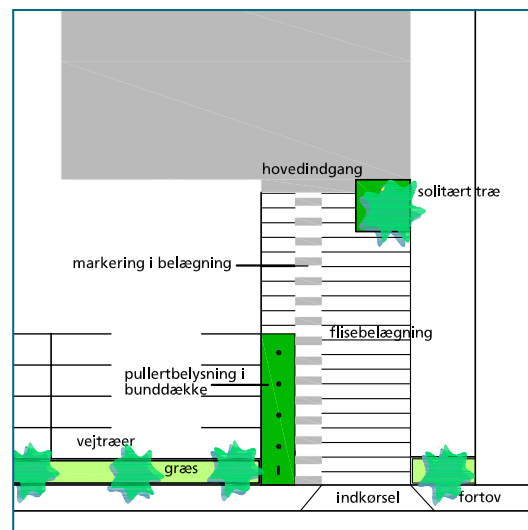 hovedindgang
solitært træ
markering i belægning
flisebelægning
pullertbelysning i
bunddække
vejtræer
græs
indkørsel
fortov